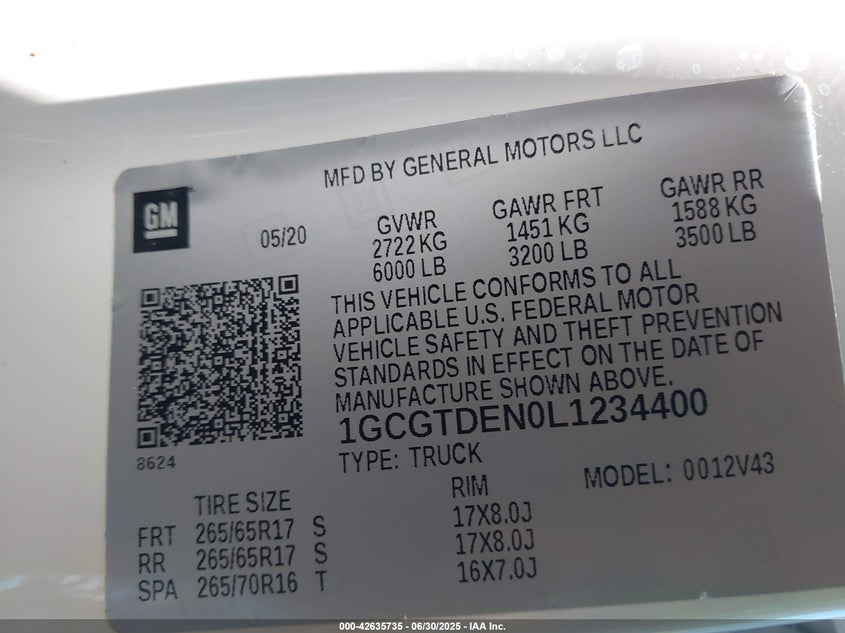 MFD BY GENERAL MOTORS LLC
GM
05/20
GVWR
2722 KG
6000 LB
GAWR FRT
1451 KG
3200 LB
GAWR RR
1588 KG
3500 LB
THIS VEHICLE CONFORMS TO ALL
APPLICABLE U.S. FEDERAL MOTOR
VEHICLE SAFETY AND THEFT PREVENTION
STANDARDS IN EFFECT ON THE DATE OF
MANUFACTURE SHOWN ABOVE.
1GCGTDEN0L1234400
8624
TYPE: TRUCK
MODEL: 0012V43
TIRE SIZE
RIM
FRT 265/65R17 S 17X8.0J
RR 265/65R17 S 17X8.0J
SPA 265/70R16 T 16X7.0J
000-42635735 - 06/30/2025 - IAA Inc.